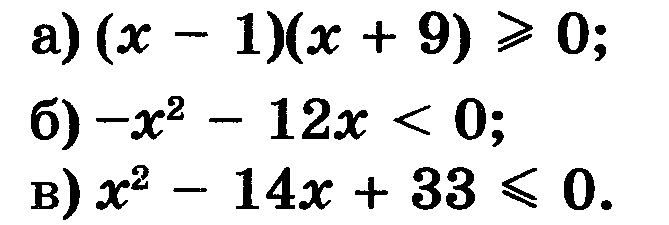 а) (x − 1)(x + 9) ⩾ 0;
б) −x² − 12x < 0;
в) x² − 14x + 33 ⩽ 0.